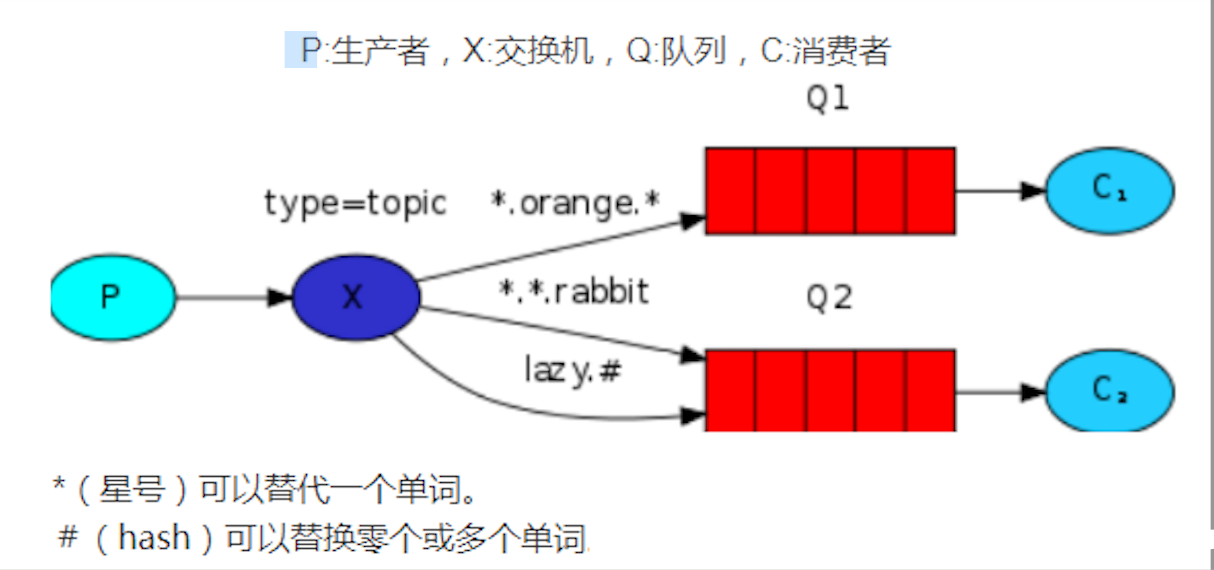 P:生产者，X:交换机，Q:队列，C:消费者
Q1
type=topic *.orange.*
C₁
*.*.rabbit
Q2
P
X
lazy.#
C₂
*（星号）可以替代一个单词。
#（hash）可以替换零个或多个单词.